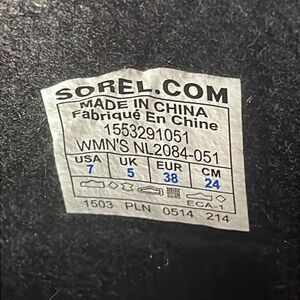 SOREL.COM
MADE IN CHINA
Fabriqué En Chine
1553291051
WMN'S NL2084-051
USA UK EUR CM
7 5 38 24
ECA-1
1503 PLN 0514 214